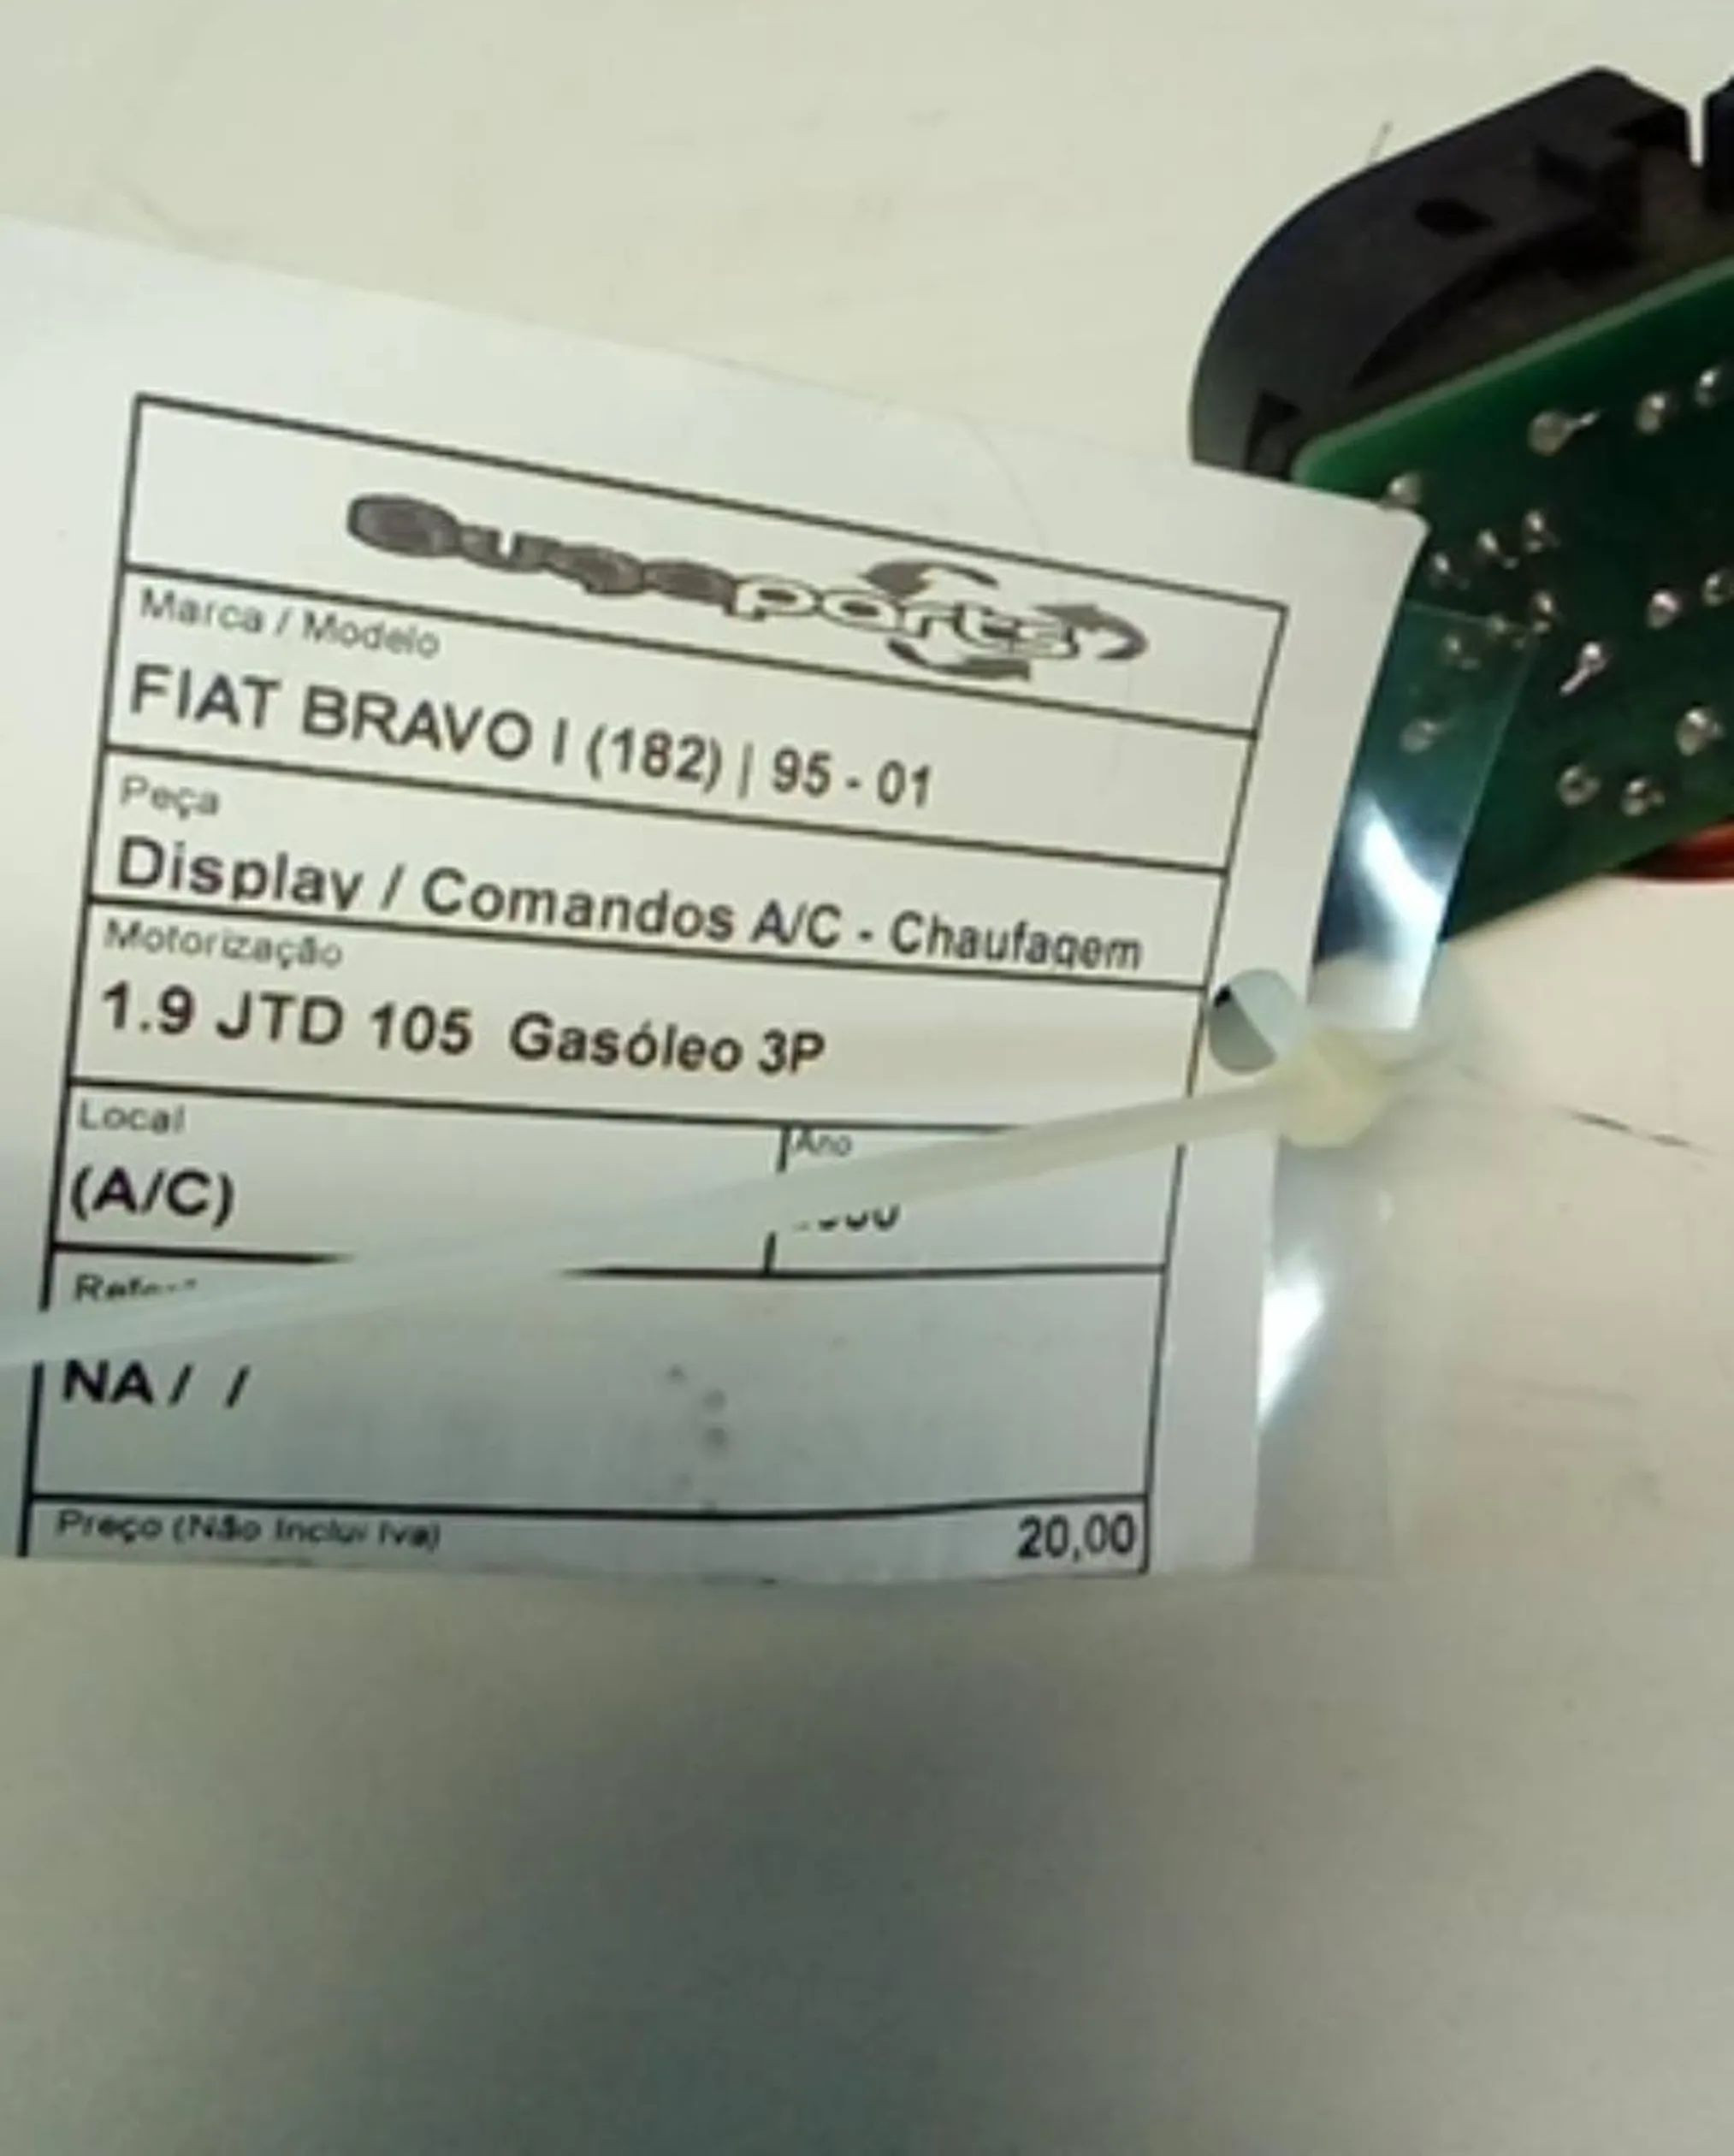 Marca / Modelo
FIAT BRAVO I (182) | 95 - 01
Peça
Display / Comandos A/C - Chaufagem
Motorização
1.9 JTD 105 Gasóleo 3P
Local
Ano
(A/C)
NA / /
Preço (Não Inclui Iva)
20,00